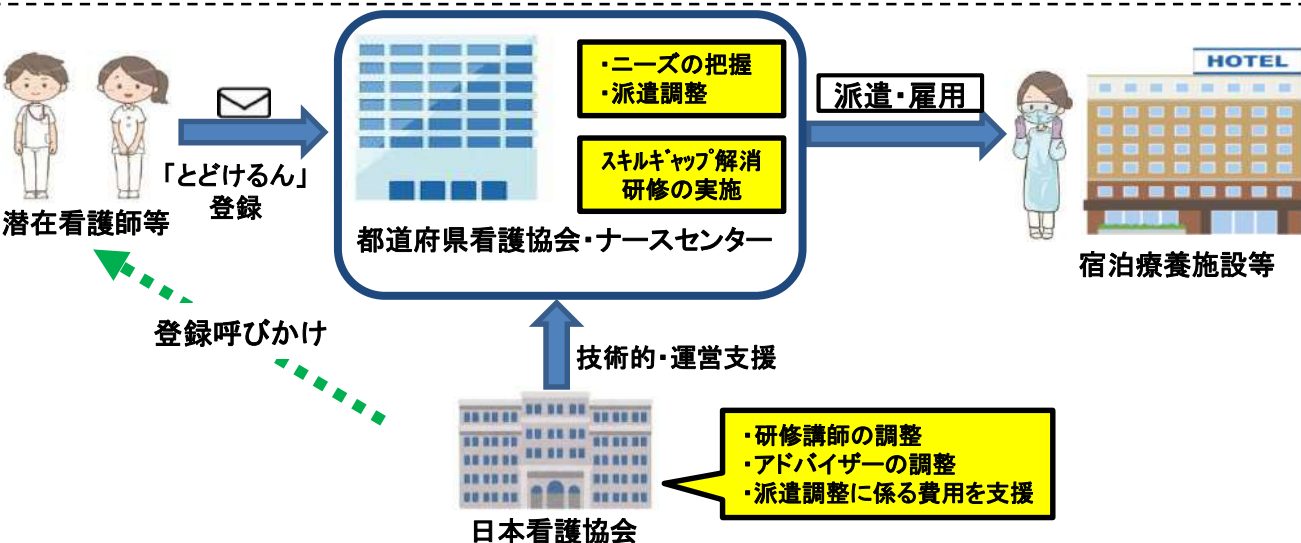 ・ニーズの把握
・派遣調整
スキルギャップ解消
研修の実施
都道府県看護協会・ナースセンター
「とどけるん」
登録
潜在看護師等
派遣・雇用
HOTEL
宿泊療養施設等
登録呼びかけ
技術的・運営支援
・研修講師の調整
・アドバイザーの調整
・派遣調整に係る費用を支援
日本看護協会